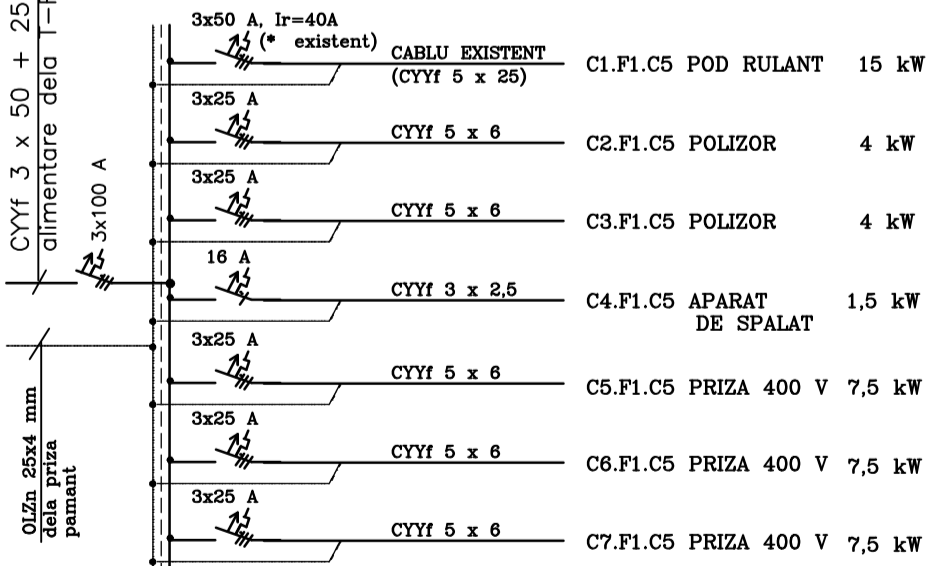 CYYf 3 x 50 + 25
alimentare dela T-
3x100 A
OLZn 25x4 mm
dela priza
pamant
3x50 A, Ir=40A
(* existent)
CABLU EXISTENT
(CYYf 5 x 25)
C1.F1.C5 POD RULANT 15 kW
3x25 A
CYYf 5 x 6
C2.F1.C5 POLIZOR 4 kW
3x25 A
CYYf 5 x 6
C3.F1.C5 POLIZOR 4 kW
16 A
CYYf 3 x 2,5
C4.F1.C5 APARAT 1,5 kW
DE SPALAT
3x25 A
CYYf 5 x 6
C5.F1.C5 PRIZA 400 V 7,5 kW
3x25 A
CYYf 5 x 6
C6.F1.C5 PRIZA 400 V 7,5 kW
3x25 A
CYYf 5 x 6
C7.F1.C5 PRIZA 400 V 7,5 kW